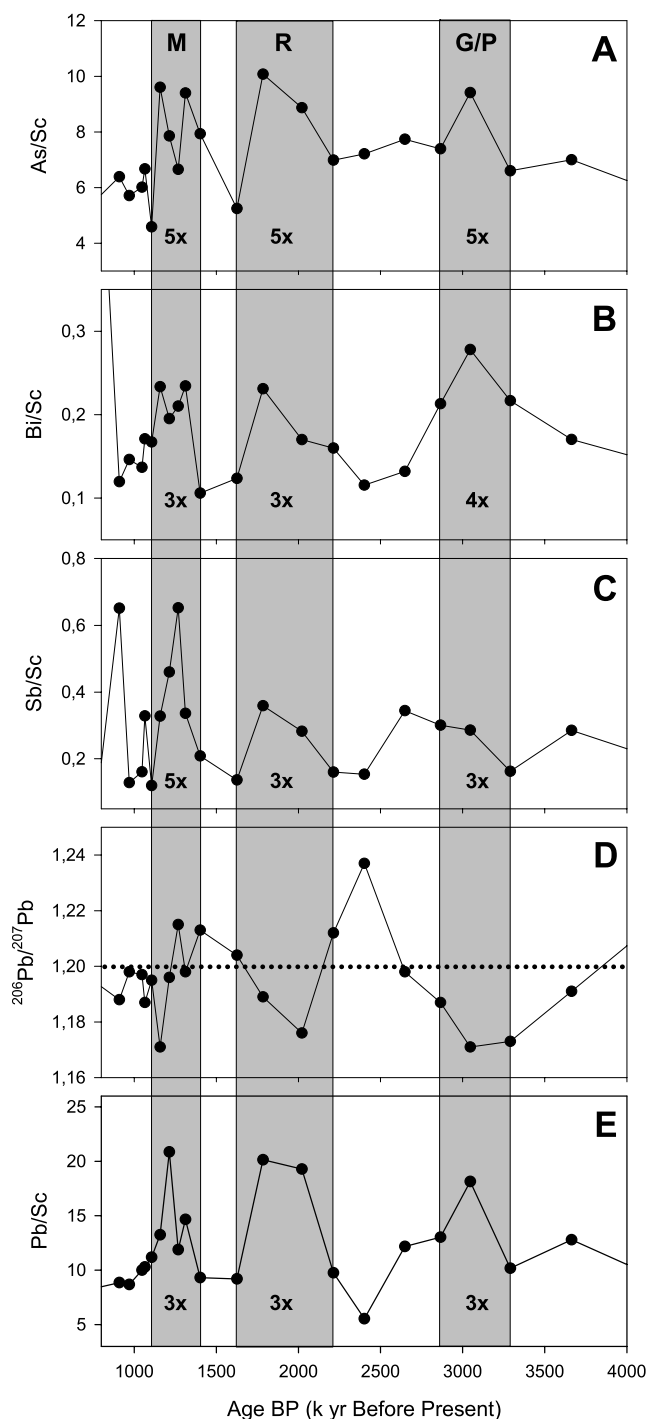 12
M
R
G/P
A
10
8
6
4
As/Sc
5x
5x
5x
0,3
0,2
0,1
Bi/Sc
B
3x
3x
4x
0,8
0,6
0,4
0,2
Sb/Sc
C
5x
3x
3x
1,24
1,22
1,20
1,18
1,16
206Pb/207Pb
D
25
20
15
10
5
Pb/Sc
E
3x
3x
3x
1000 1500 2000 2500 3000 3500 4000
Age BP (k yr Before Present)